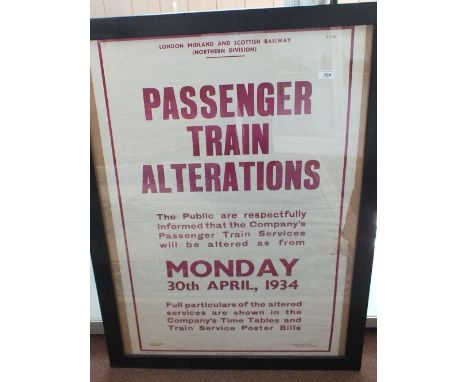 LONDON MIDLAND AND SCOTTISH RAILWAY
(NORTHERN DIVISION)
PASSENGER
TRAIN
ALTERATIONS
The Public are respectfully
informed that the Company's
Passenger Train Services
will be altered as from
MONDAY
30th APRIL, 1934
Full particulars of the altered
services are shown in the
Company's Time Tables and
Train Service Poster Bills